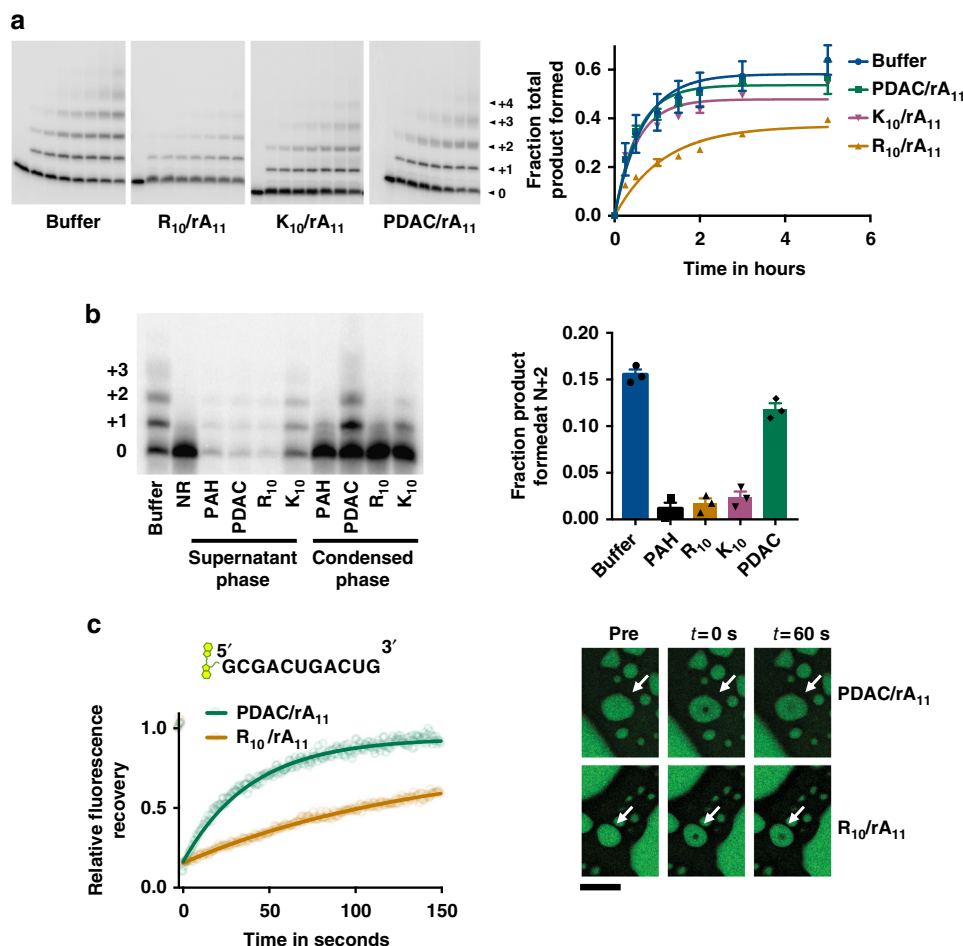 a
Buffer
R10/rA11
K10/rA11
PDAC/rA11
+4
+3
+2
+1
0
Fraction total
product formed
0.6
0.4
0.2
0.0
0
2
4
6
Time in hours
Buffer
PDAC/rA11
K10/rA11
R10/rA11
b
+3
+2
+1
0
Buffer
NR
PAH
PDAC
R10
K10
PAH
PDAC
R10
K10
Supernatant
phase
Condensed
phase
Fraction product
formedat N+2
0.20
0.15
0.10
0.05
0.00
Buffer
PAH
R10
K10
PDAC
c
5′
3′
GCGACUGACUG
PDAC/rA11
R10/rA11
Relative fluorescence
recovery
1.0
0.5
0.0
0
50
100
150
Time in seconds
Pre
t = 0 s
t = 60 s
PDAC/rA11
R10/rA11